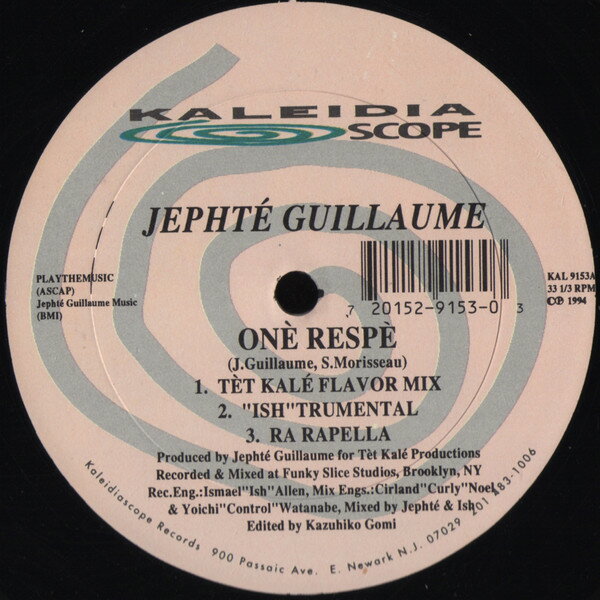 KALEIDIA
SCOPE
JEPHTÉ GUILLAUME
PLAYTHEMUSIC
(ASCAP)
Jephté Guillaume Music
(BMI)
7 20152-9153-0 3
KAL 9153A
33 1/3 RPM
©℗ 1994
ONÈ RESPÈ
(J.Guillaume, S.Morisseau)
1. TÈT KALÉ FLAVOR MIX
2. "ISH"TRUMENTAL
3. RA RAPELLA
Produced by Jephté Guillaume for Tèt Kalé Productions
Recorded & Mixed at Funky Slice Studios, Brooklyn, NY
Rec.Eng.:Ismael"Ish"Allen, Mix Engs.:Cirland"Curly"Noel
& Yoichi"Control"Watanabe, Mixed by Jephté & Ish
Edited by Kazuhiko Gomi
Kaleidiascope Records 900 Passaic Ave. E. Newark N.J. 07029 201 483-1006